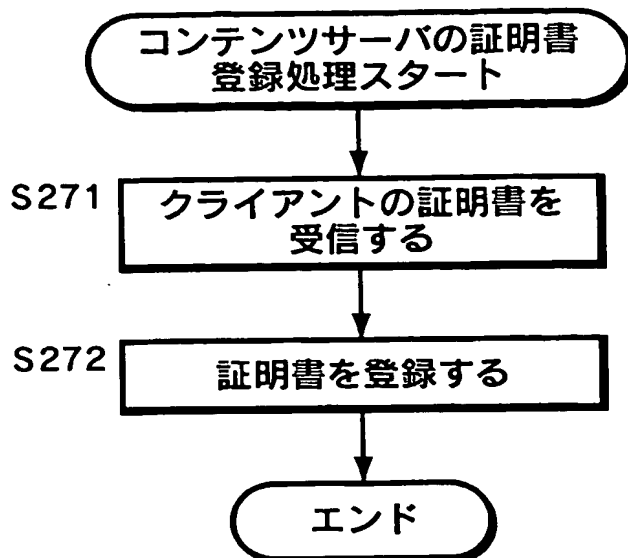 コンテンツサーバの証明書
登録処理スタート
S271
クライアントの証明書を
受信する
S272
証明書を登録する
エンド